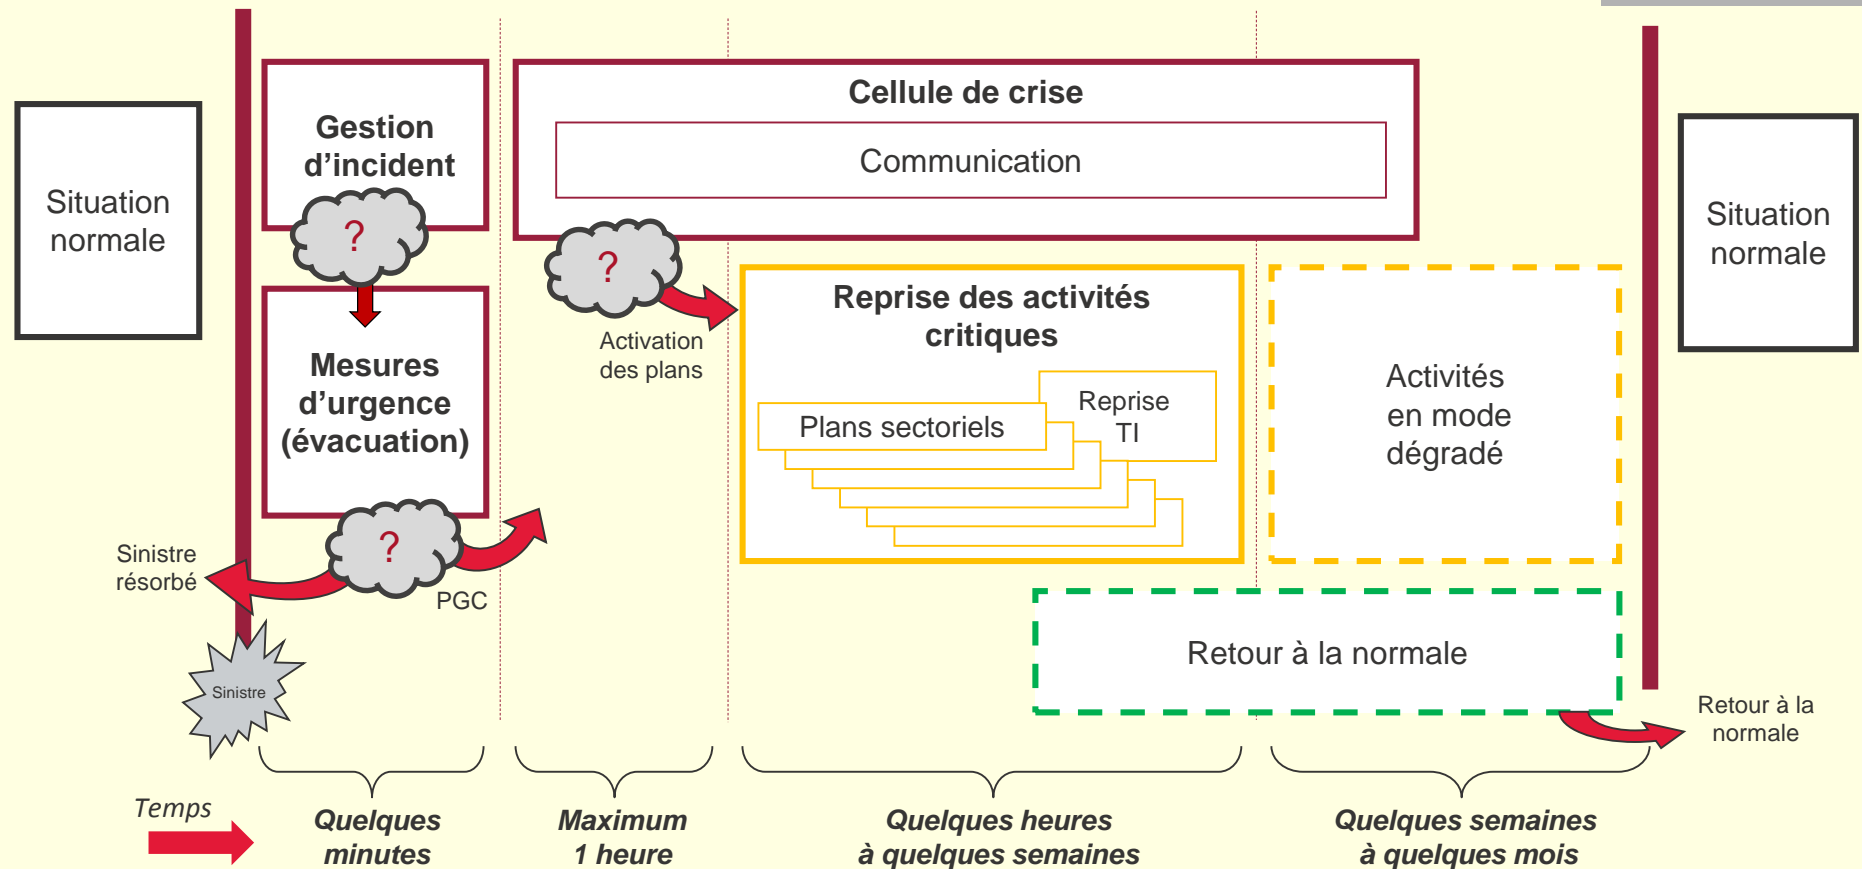 Situation
normale
Gestion
d’incident
?
Mesures
d’urgence
(évacuation)
?
Sinistre
résorbé
PGC
Sinistre
Cellule de crise
Communication
?
Activation
des plans
Reprise des activités
critiques
Plans sectoriels
Reprise
TI
Activités
en mode
dégradé
Retour à la normale
Situation
normale
Retour à la
normale
Temps
Quelques
minutes
Maximum
1 heure
Quelques heures
à quelques semaines
Quelques semaines
à quelques mois